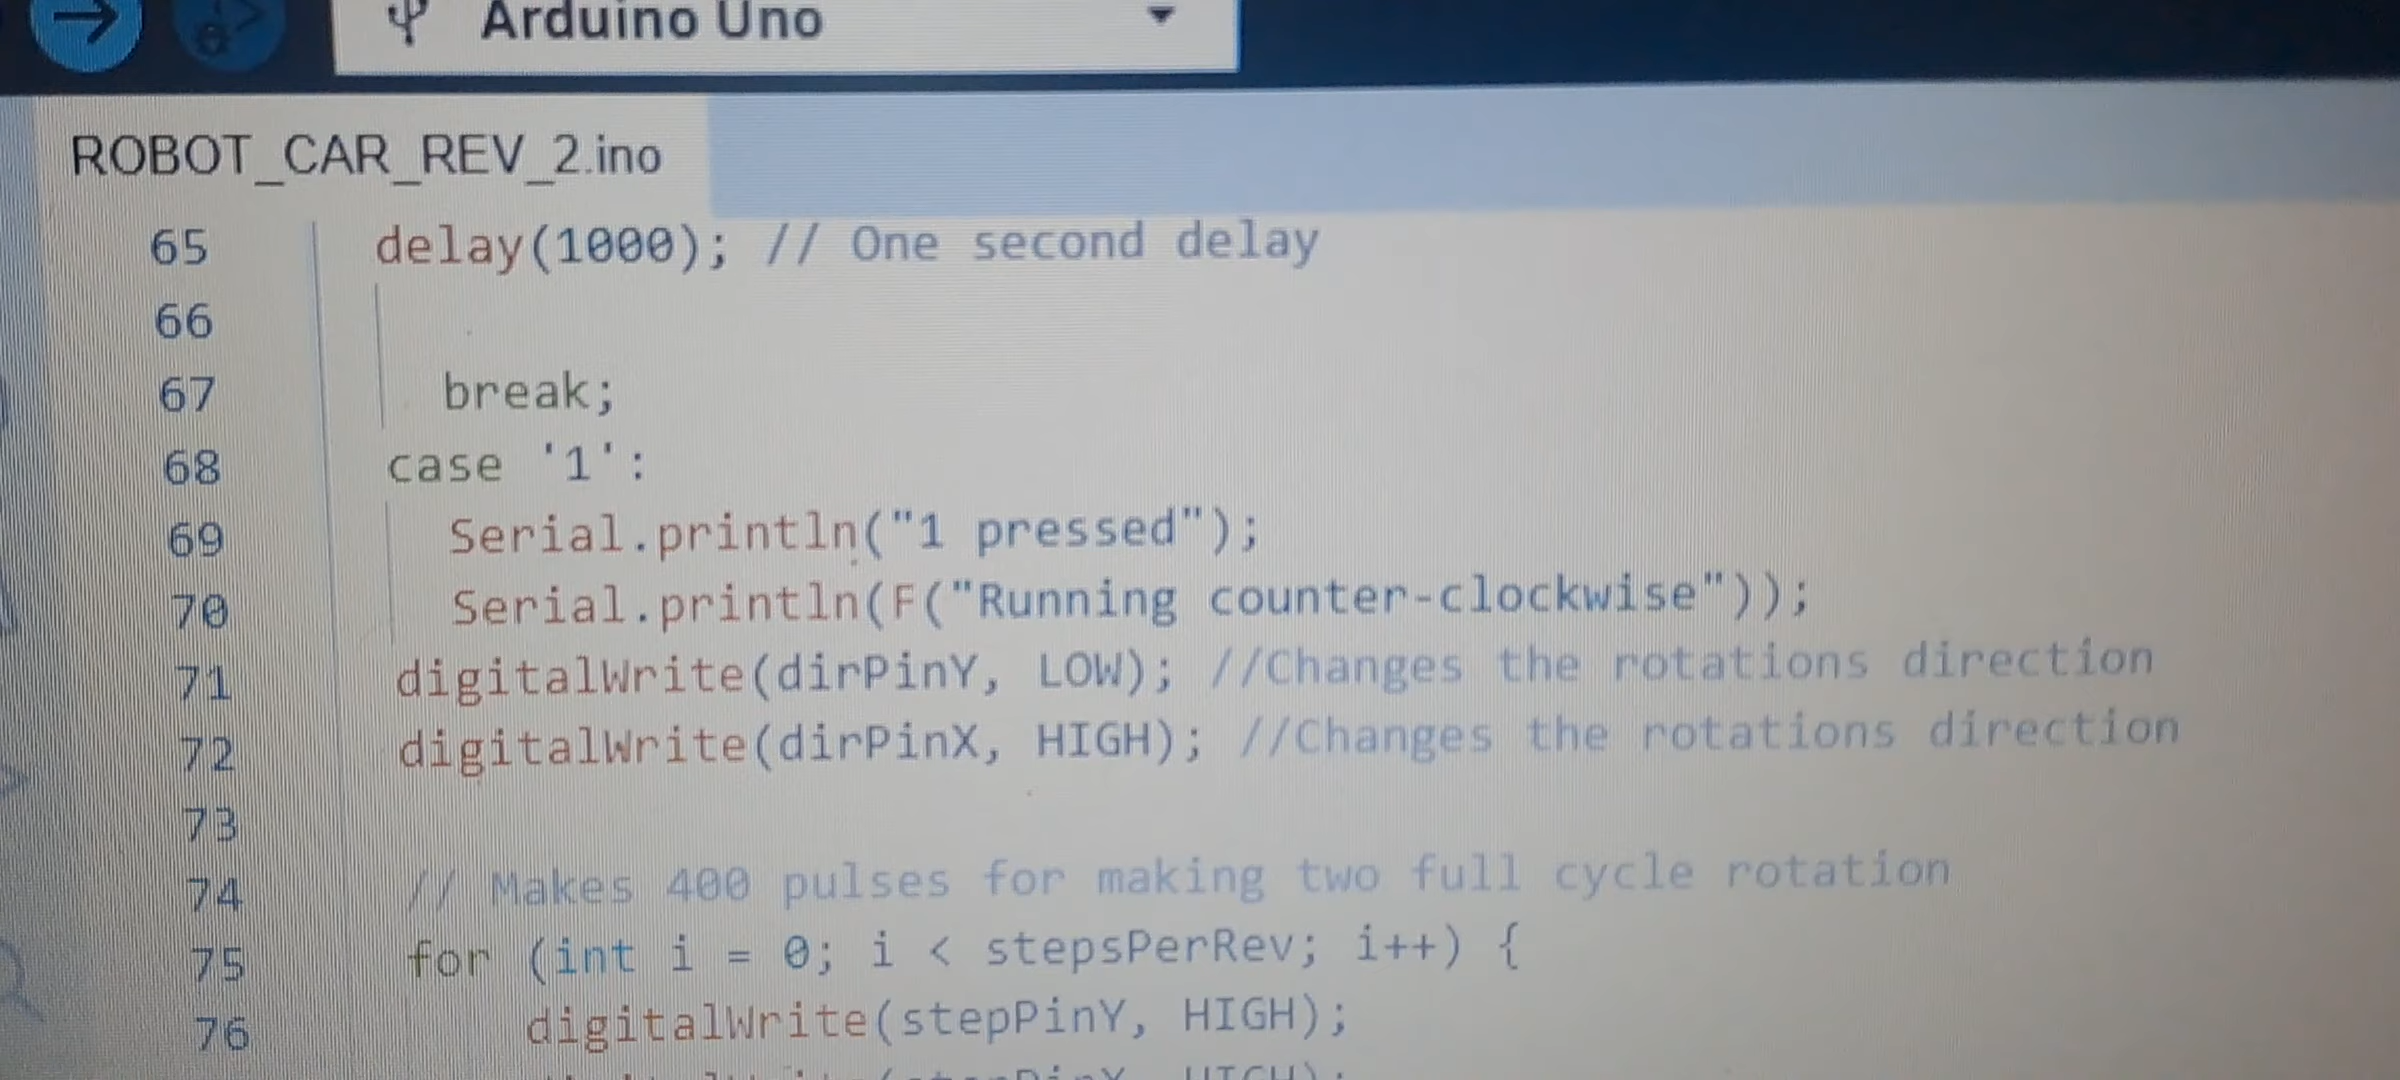 Arduino Uno
ROBOT_CAR_REV_2.ino
65 delay(1000); // One second delay
66
67 break;
68 case '1':
69 Serial.println("1 pressed");
70 Serial.println(F("Running counter-clockwise"));
71 digitalWrite(dirPinY, LOW); //Changes the rotations direction
72 digitalWrite(dirPinX, HIGH); //Changes the rotations direction
73
74 // Makes 400 pulses for making two full cycle rotation
75 for (int i = 0; i < stepsPerRev; i++) {
76 digitalWrite(stepPinY, HIGH);